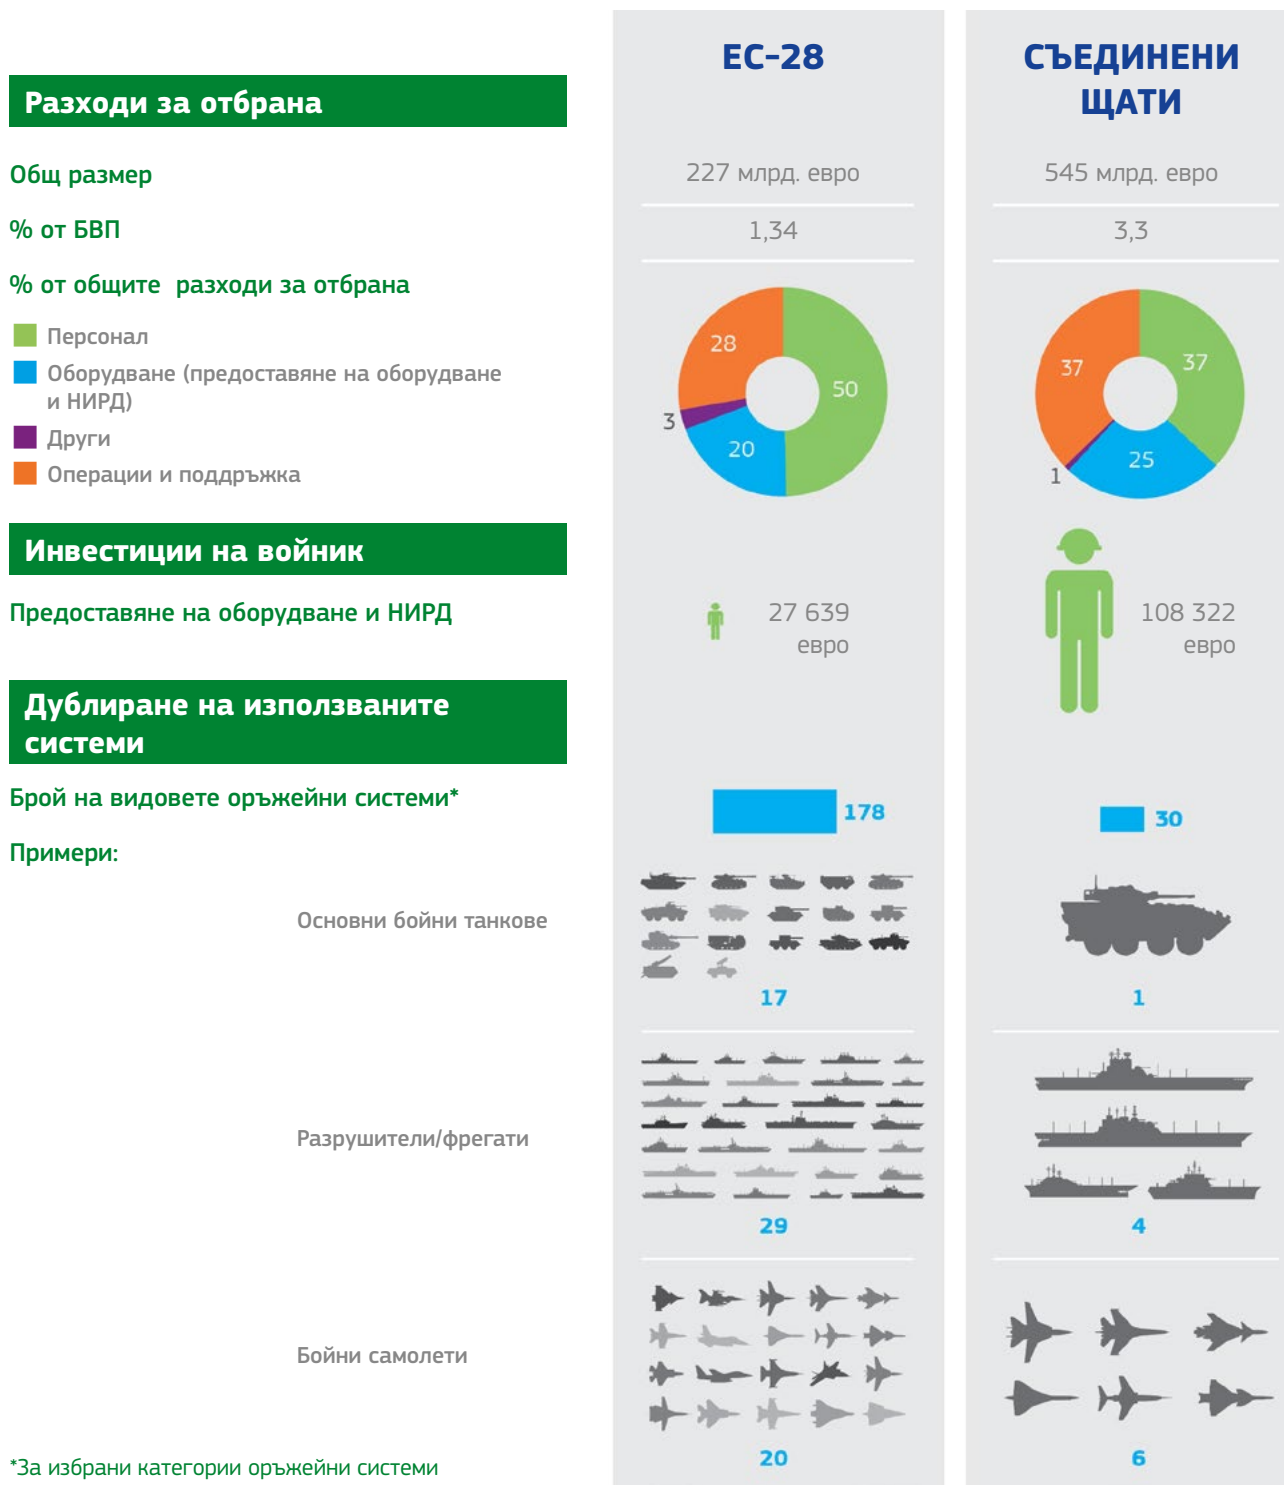 ЕС-28
СЪЕДИНЕНИ
ЩАТИ
Разходи за отбрана
Общ размер
227 млрд. евро
545 млрд. евро
% от БВП
1,34
3,3
% от общите разходи за отбрана
Персонал
Оборудване (предоставяне на оборудване
и НИРД)
Други
Операции и поддръжка
28
50
3
20
37
37
1
25
Инвестиции на войник
Предоставяне на оборудване и НИРД
27 639
евро
108 322
евро
Дублиране на използваните
системи
Брой на видовете оръжейни системи*
178
30
Примери:
Основни бойни танкове
17
1
Разрушители/фрегати
29
4
Бойни самолети
20
6
*За избрани категории оръжейни системи